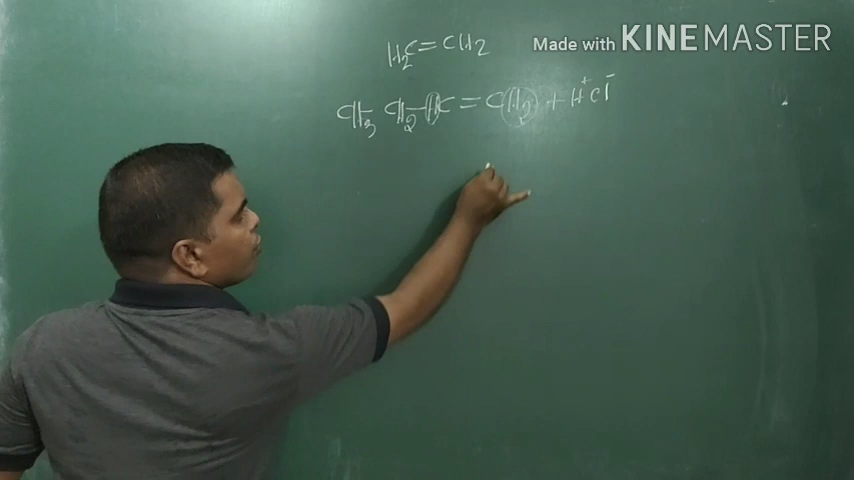 Made with KINEMASTER
H₂C = CH₂
CH₃ CH₂-HC = CH₂ + H⁺Cl⁻